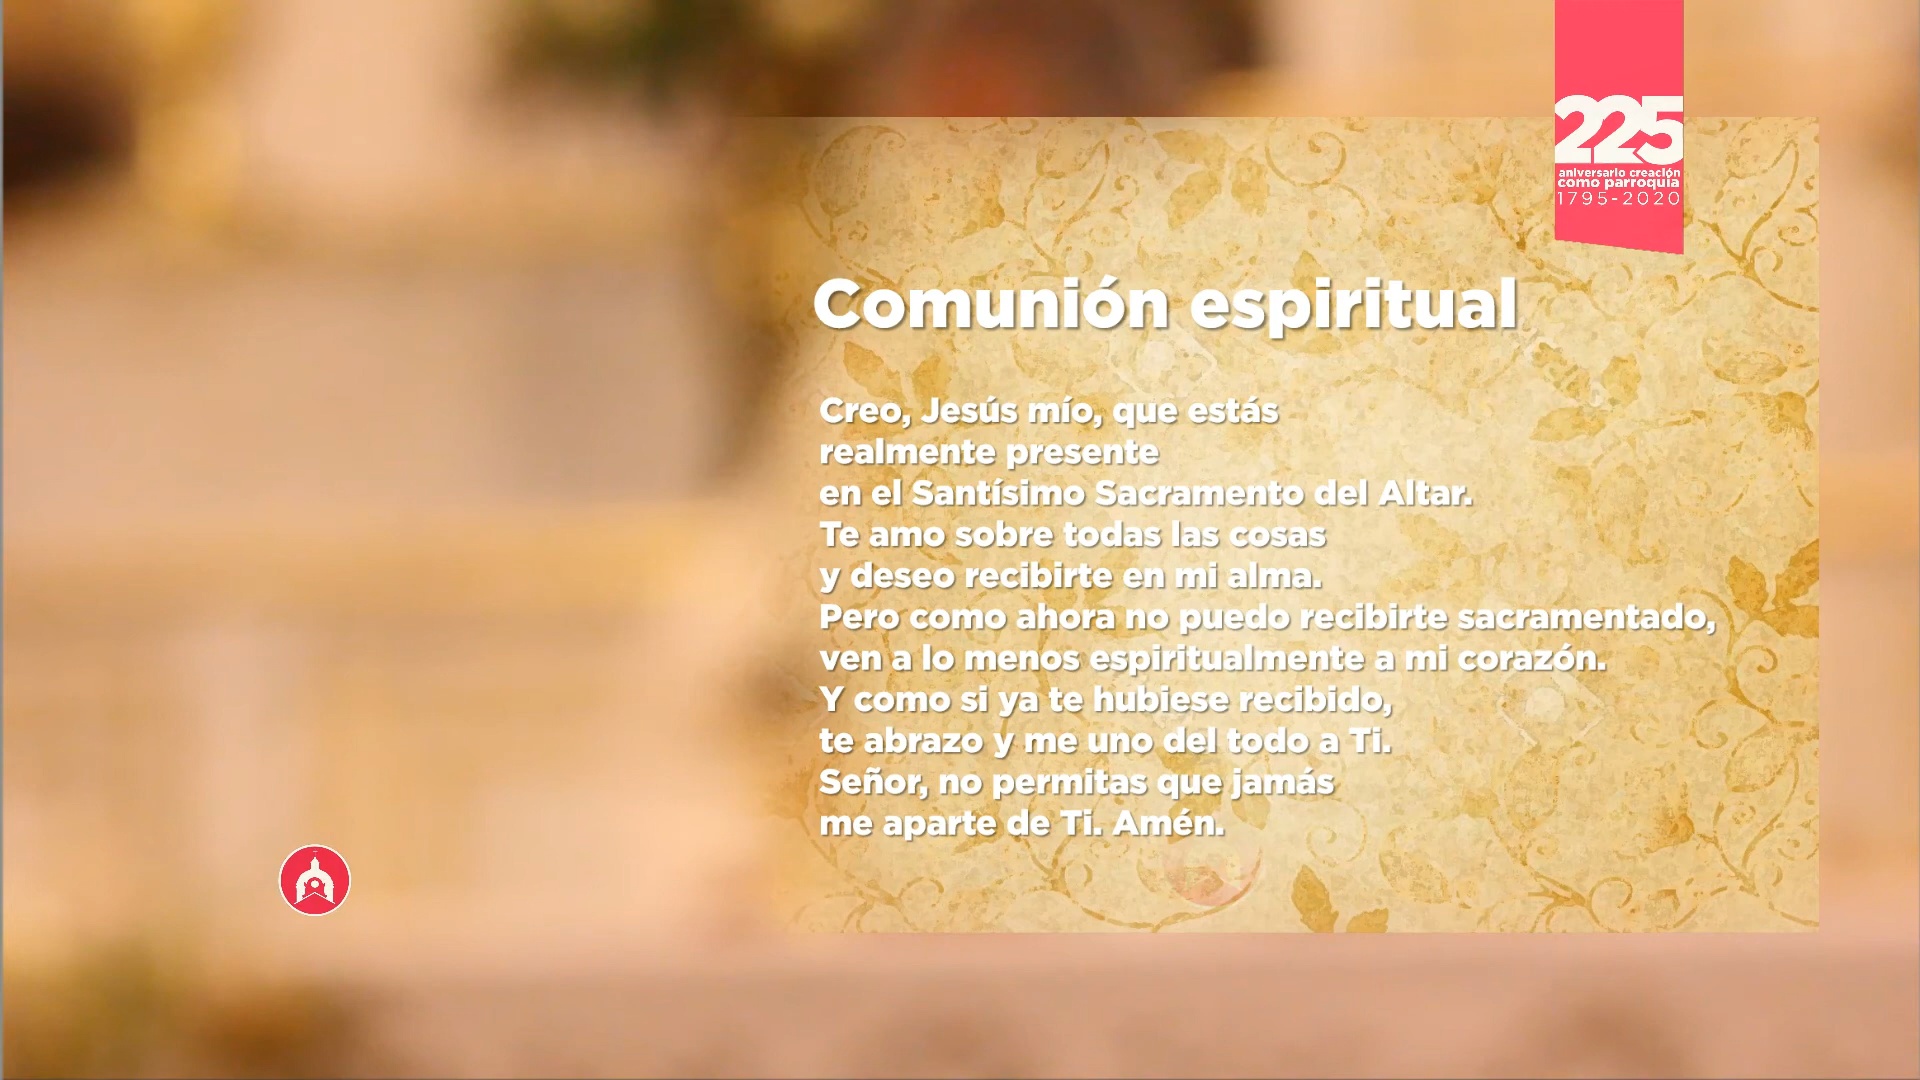 225
aniversario creación
como parroquia
1795-2020
Comunión espiritual
Creo, Jesús mío, que estás
realmente presente
en el Santísimo Sacramento del Altar.
Te amo sobre todas las cosas
y deseo recibirte en mi alma.
Pero como ahora no puedo recibirte sacramentado,
ven a lo menos espiritualmente a mi corazón.
Y como si ya te hubiese recibido,
te abrazo y me uno del todo a Ti.
Señor, no permitas que jamás
me aparte de Ti. Amén.